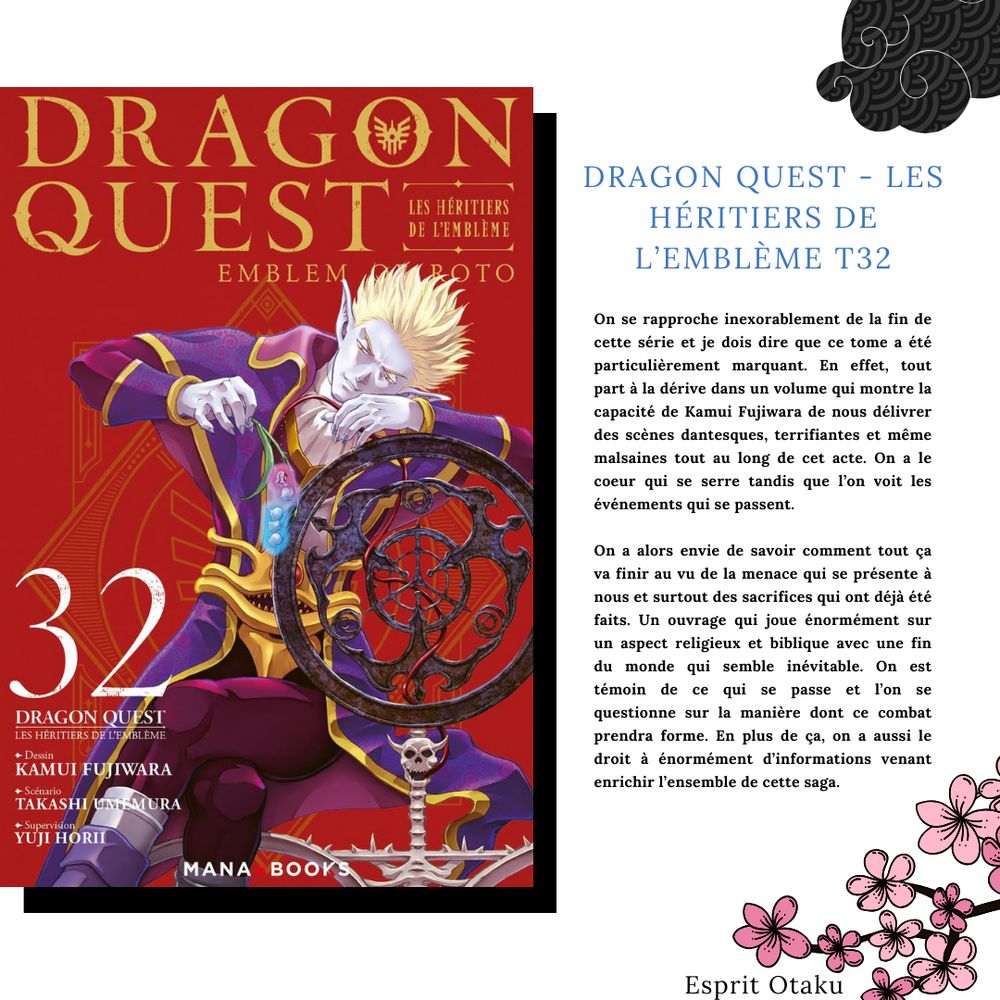 DRAGON
QUEST
LES HÉRITIERS
DE L'EMBLÈME
EMBLEM OF ROTO
32
DRAGON QUEST
LES HÉRITIERS DE L'EMBLÈME
Dessin
KAMUI FUJIWARA
Scénario
TAKASHI UMEMURA
Supervision
YUJI HORII
MANA BOOKS
DRAGON QUEST - LES
HÉRITIERS DE
L'EMBLÈME T32
On se rapproche inexorablement de la fin de
cette série et je dois dire que ce tome a été
particulièrement marquant. En effet, tout
part à la dérive dans un volume qui montre la
capacité de Kamui Fujiwara de nous délivrer
des scènes dantesques, terrifiantes et même
malsaines tout au long de cet acte. On a le
coeur qui se serre tandis que l'on voit les
événements qui se passent.
On a alors envie de savoir comment tout ça
va finir au vu de la menace qui se présente à
nous et surtout des sacrifices qui ont déjà été
faits. Un ouvrage qui joue énormément sur
un aspect religieux et biblique avec une fin
du monde qui semble inévitable. On est
témoin de ce qui se passe et l'on se
questionne sur la manière dont ce combat
prendra forme. En plus de ça, on a aussi le
droit à énormément d'informations venant
enrichir l'ensemble de cette saga.
Esprit Otaku